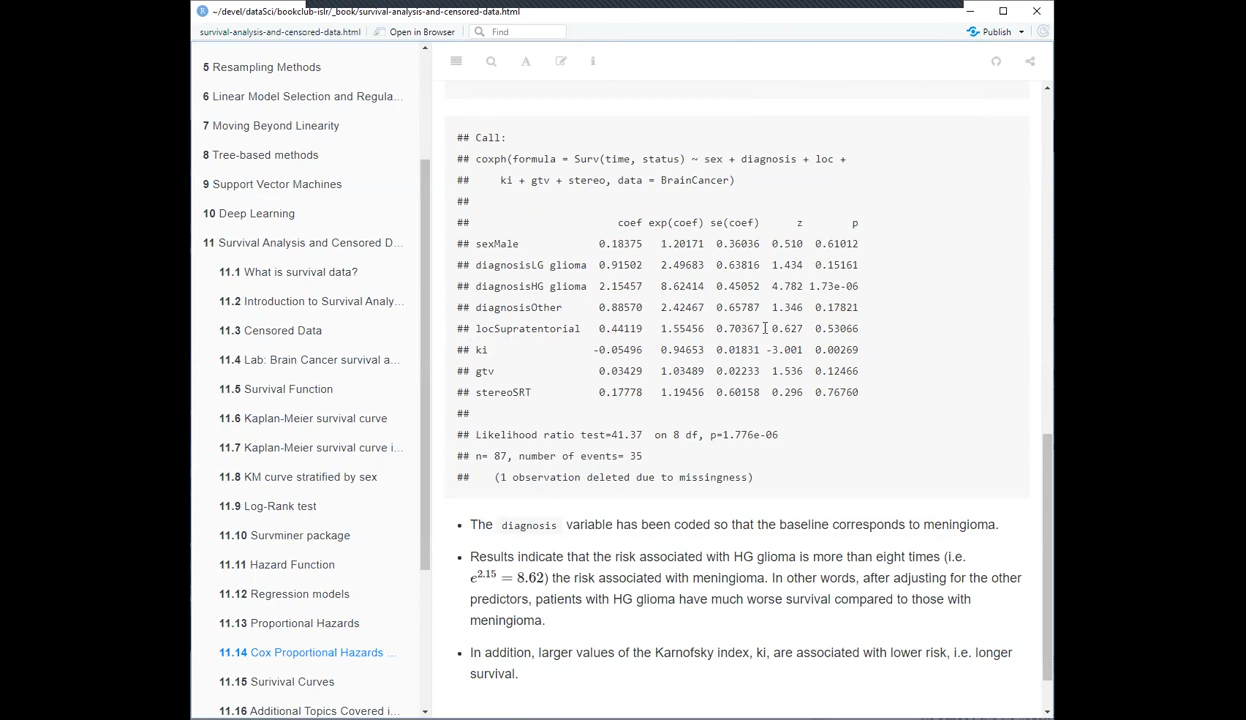 ~/devel/dataSci/bookclub-islr/_book/survival-analysis-and-censored-data.html
survival-analysis-and-censored-data.html
Open in Browser
Find
Publish
5 Resampling Methods
6 Linear Model Selection and Regula...
7 Moving Beyond Linearity
8 Tree-based methods
9 Support Vector Machines
10 Deep Learning
11 Survival Analysis and Censored D...
11.1 What is survival data?
11.2 Introduction to Survival Analy...
11.3 Censored Data
11.4 Lab: Brain Cancer survival a...
11.5 Survival Function
11.6 Kaplan-Meier survival curve
11.7 Kaplan-Meier survival curve i...
11.8 KM curve stratified by sex
11.9 Log-Rank test
11.10 Survminer package
11.11 Hazard Function
11.12 Regression models
11.13 Proportional Hazards
11.14 Cox Proportional Hazards ...
11.15 Surivival Curves
11.16 Additional Topics Covered i...
## Call:
## coxph(formula = Surv(time, status) ~ sex + diagnosis + loc +
##     ki + gtv + stereo, data = BrainCancer)
##
##                        coef exp(coef) se(coef)      z        p
## sexMale             0.18375   1.20171  0.36036  0.510  0.61012
## diagnosisLG glioma  0.91502   2.49683  0.63816  1.434  0.15161
## diagnosisHG glioma  2.15457   8.62414  0.45052  4.782 1.73e-06
## diagnosisOther      0.88570   2.42467  0.65787  1.346  0.17821
## locSupratentorial   0.44119   1.55456  0.70367  0.627  0.53066
## ki                 -0.05496   0.94653  0.01831 -3.001  0.00269
## gtv                 0.03429   1.03489  0.02233  1.536  0.12466
## stereoSRT           0.17778   1.19456  0.60158  0.296  0.76760
##
## Likelihood ratio test=41.37  on 8 df, p=1.776e-06
## n= 87, number of events= 35
##    (1 observation deleted due to missingness)
• The diagnosis variable has been coded so that the baseline corresponds to meningioma.
• Results indicate that the risk associated with HG glioma is more than eight times (i.e.
e^2.15 = 8.62) the risk associated with meningioma. In other words, after adjusting for the other
predictors, patients with HG glioma have much worse survival compared to those with
meningioma.
• In addition, larger values of the Karnofsky index, ki, are associated with lower risk, i.e. longer
survival.